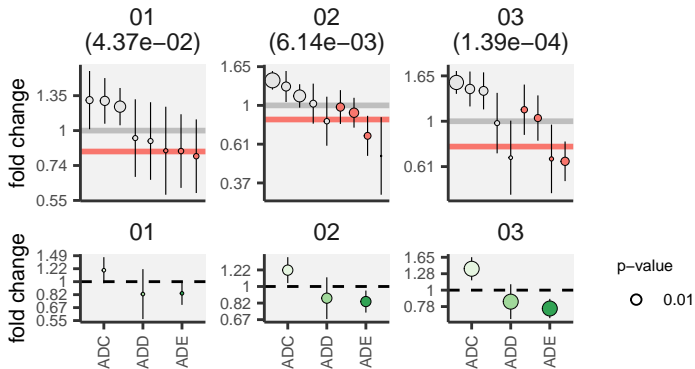 01 02 03
(4.37e−02) (6.14e−03) (1.39e−04)
fold change
1.35
1
0.74
0.55
1.65
1
0.61
0.37
1.65
1
0.61
01 02 03
fold change
1.49
1.22
1
0.82
0.67
0.55
1.22
1
0.82
0.67
1.65
1.28
1
0.78
ADC ADD ADE
ADC ADD ADE
ADC ADD ADE
p−value
0.01